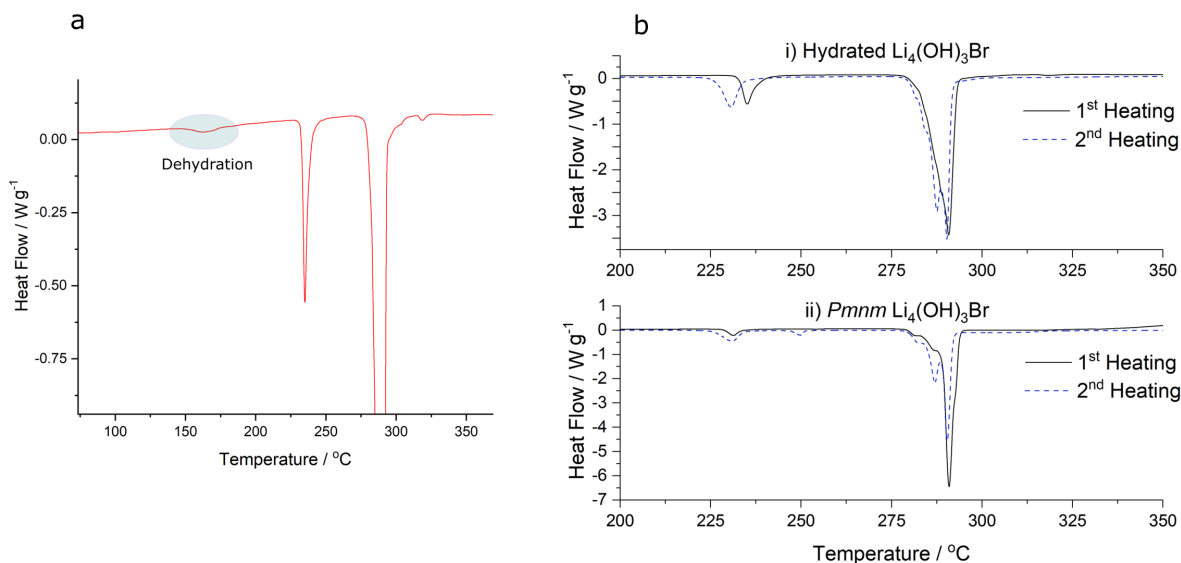 a
0.00
-0.25
-0.50
-0.75
Heat Flow / W g-1
Dehydration
100 150 200 250 300 350
Temperature / oC
b
i) Hydrated Li4(OH)3Br
0
-1
-2
-3
Heat Flow / W g-1
1st Heating
2nd Heating
200 225 250 275 300 325 350
ii) Pmnm Li4(OH)3Br
1
0
-1
-2
-3
-4
-5
-6
-7
Heat Flow / W g-1
1st Heating
2nd Heating
200 225 250 275 300 325 350
Temperature / oC